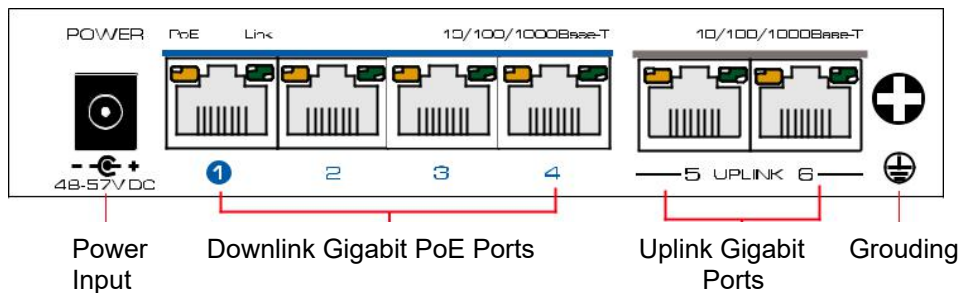 POWER PoE Link 10/100/1000Base-T 10/100/1000Base-T
- + 
48-57V DC
1 2 3 4 5 UPLINK 6
Power Input
Downlink Gigabit PoE Ports
Uplink Gigabit Ports
Grouding